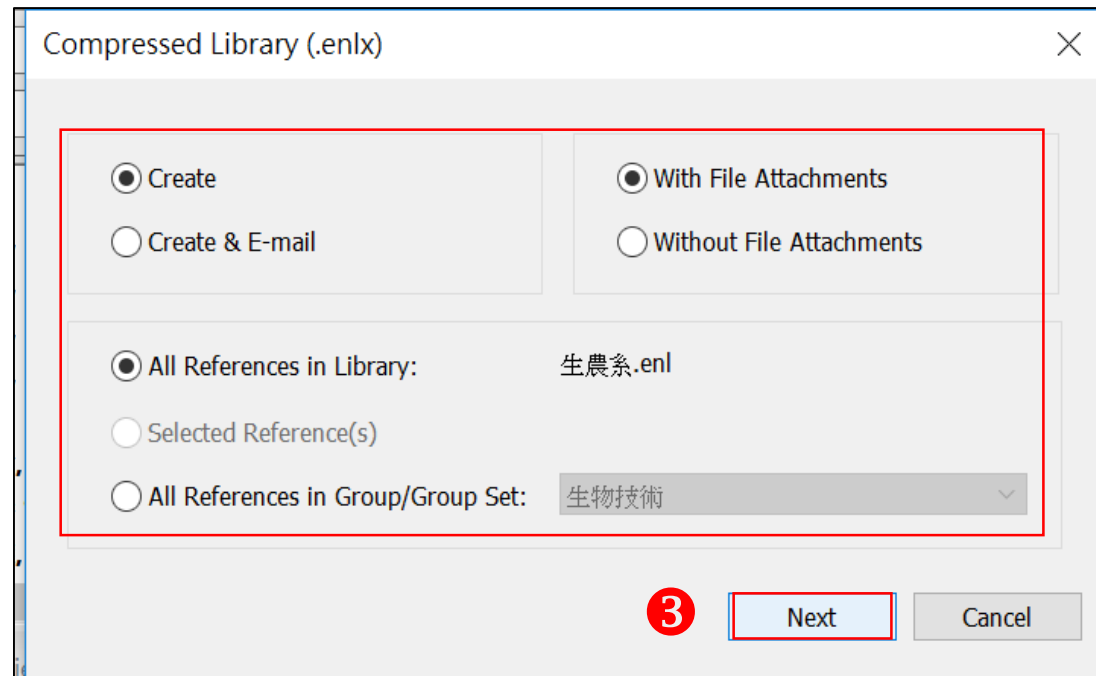 Compressed Library (.enlx)
Create
With File Attachments
Create & E-mail
Without File Attachments
All References in Library:
生農系.enl
Selected Reference(s)
All References in Group/Group Set:
生物技術
3
Next
Cancel